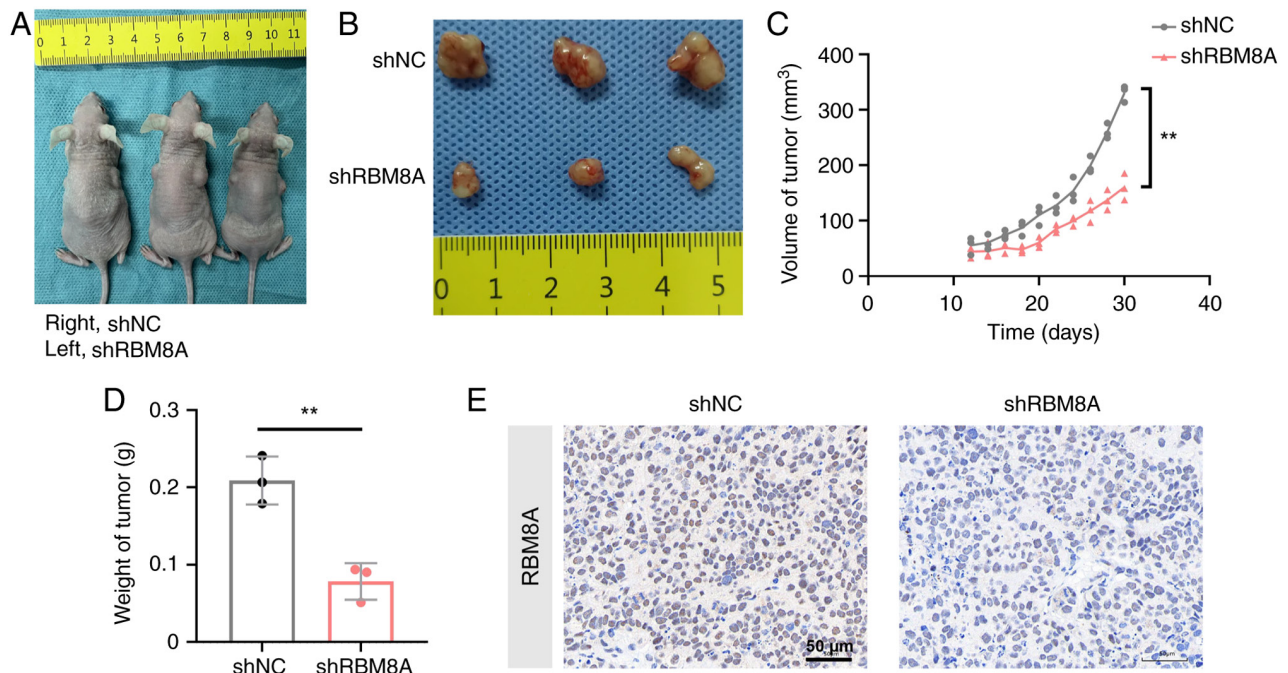 A
0 1 2 3 4 5 6 7 8 9 10 11
Right, shNC
Left, shRBM8A
B
shNC
shRBM8A
0 1 2 3 4 5
C
shNC
shRBM8A
Volume of tumor (mm³)
400
300
200
100
0
**
0 10 20 30 40
Time (days)
D
Weight of tumor (g)
0.3
0.2
0.1
0
**
shNC shRBM8A
E
shNC shRBM8A
RBM8A
50 µm